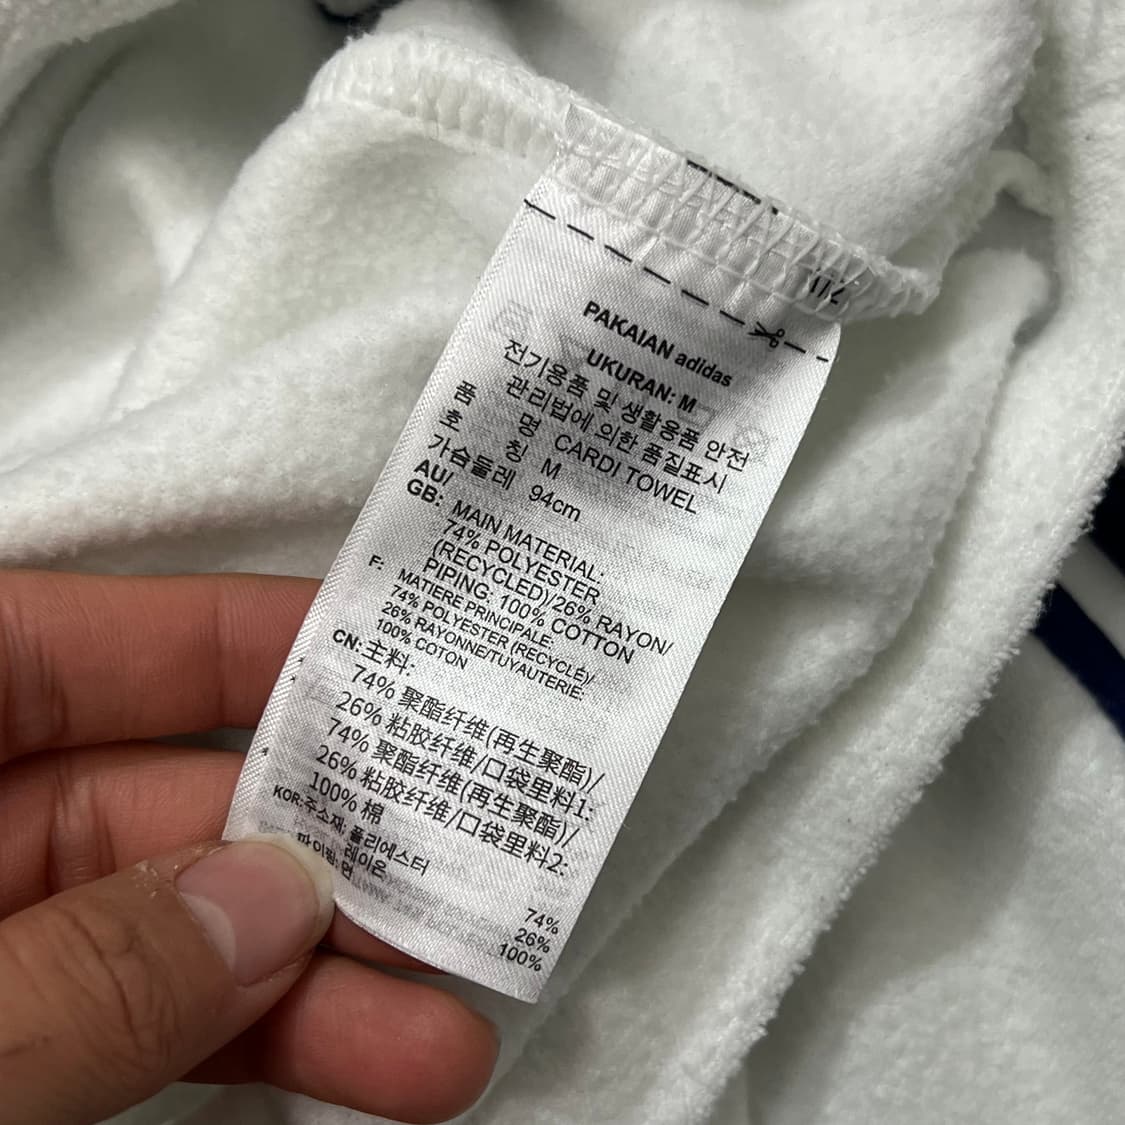 PAKAIAN adidas
UKURAN: M
전기용품 및 생활용품 안전
관리법에 의한 품질표시
품 명 CARDI TOWEL
호 칭 M
가슴둘레 94cm
AU/
GB: MAIN MATERIAL:
74% POLYESTER
(RECYCLED)/26% RAYON/
PIPING: 100% COTTON
F: MATIERE PRINCIPALE:
74% POLYESTER (RECYCLÉ)/
26% RAYONNE/TUYAUTERIE:
100% COTON
CN: 主料:
74% 聚酯纤维(再生聚酯)/
26% 粘胶纤维/口袋里料1:
74% 聚酯纤维(再生聚酯)/
26% 粘胶纤维/口袋里料2:
100% 棉
KOR: 주소재: 폴리에스터 74%
레이온 26%
파이핑: 면 100%